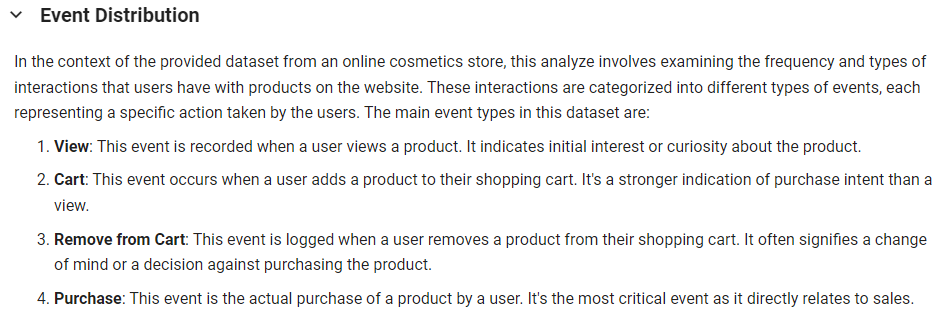 Event Distribution
In the context of the provided dataset from an online cosmetics store, this analyze involves examining the frequency and types of
interactions that users have with products on the website. These interactions are categorized into different types of events, each
representing a specific action taken by the users. The main event types in this dataset are:
1. View: This event is recorded when a user views a product. It indicates initial interest or curiosity about the product.
2. Cart: This event occurs when a user adds a product to their shopping cart. It's a stronger indication of purchase intent than a
view.
3. Remove from Cart: This event is logged when a user removes a product from their shopping cart. It often signifies a change
of mind or a decision against purchasing the product.
4. Purchase: This event is the actual purchase of a product by a user. It's the most critical event as it directly relates to sales.